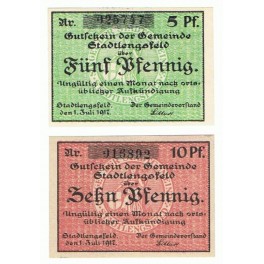 Nr. 025747 5 Pf.
Gutschein der Gemeinde
Stadtlengsfeld
über
Fünf Pfennig.
Ungültig einen Monat nach orts-
üblicher Aufkündigung
Stadtlengsfeld, Der Gemeindevorstand
den 1. Juli 1917.
Nr. 016892 10 Pf.
Gutschein der Gemeinde
Stadtlengsfeld
über
Zehn Pfennig.
Ungültig einen Monat nach orts-
üblicher Aufkündigung
Stadtlengsfeld, Der Gemeindevorstand
den 1. Juli 1917.